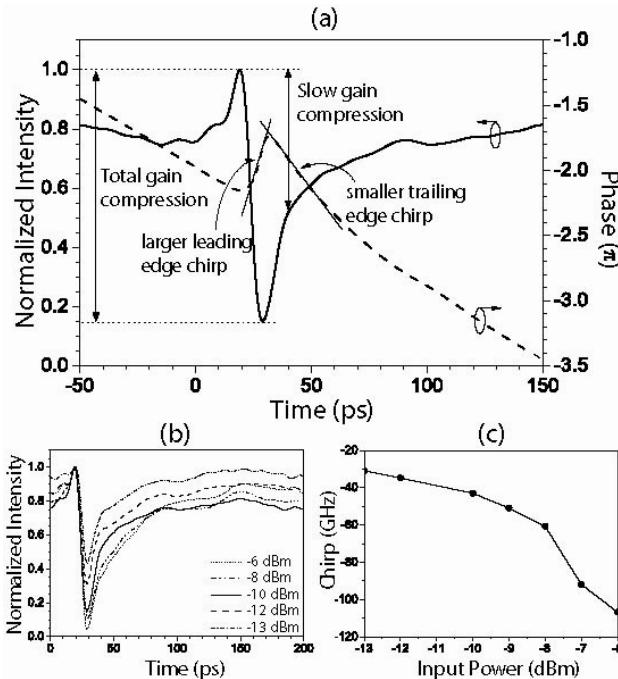 (a)
1.0
0.8
0.6
0.4
0.2
0.0
Normalized Intensity
Total gain
compression
larger leading
edge chirp
Slow gain
compression
smaller trailing
edge chirp
-1.0
-1.5
-2.0
-2.5
-3.0
-3.5
Phase (π)
-50 0 50 100 150
Time (ps)
(b)
1.0
0.8
0.6
0.4
0.2
0.0
Normalized Intensity
-6 dBm
-8 dBm
-10 dBm
-12 dBm
-13 dBm
0 50 100 150 200
Time (ps)
(c)
-20
-40
-60
-80
-100
-120
Chirp (GHz)
-13 -12 -11 -10 -9 -8 -7 -6
Input Power (dBm)